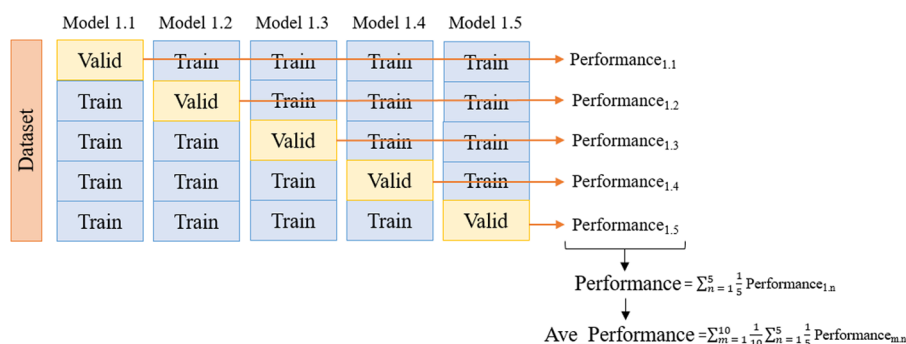 Model 1.1 Model 1.2 Model 1.3 Model 1.4 Model 1.5
Dataset
Valid Train Train Train Train Performance1.1
Train Valid Train Train Train Performance1.2
Train Train Valid Train Train Performance1.3
Train Train Train Valid Train Performance1.4
Train Train Train Train Valid Performance1.5
Performance = ∑⁵ₙ₌₁ 1/5 Performance1.n
Ave Performance = ∑¹⁰ₘ₌₁ 1/10 ∑⁵ₙ₌₁ 1/5 Performancem.n